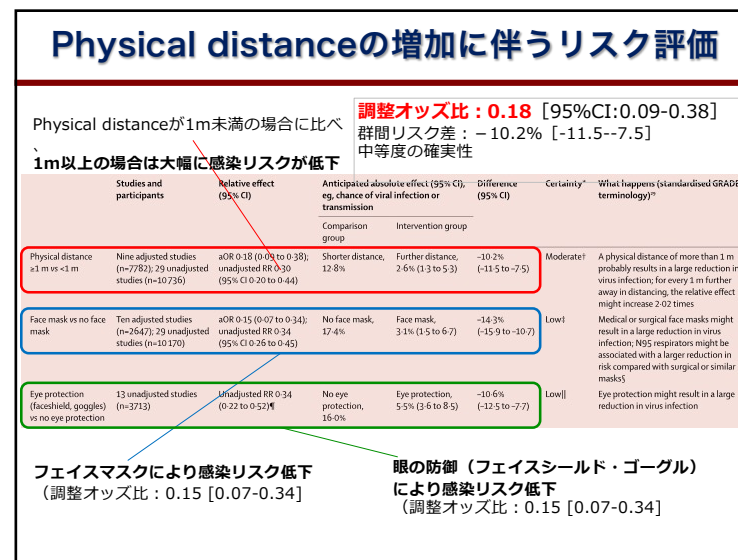 Physical distanceの増加に伴うリスク評価
Physical distanceが1m未満の場合に比べ
、
1m以上の場合は大幅に感染リスクが低下
調整オッズ比：0.18［95%CI:0.09-0.38］
群間リスク差：－10.2%［-11.5--7.5］
中等度の確実性
Studies and
participants
Relative effect
(95% CI)
Anticipated absolute effect (95% CI),
eg, chance of viral infection or
transmission
Difference
(95% CI)
Certainty*
What happens (standardised GRADE
terminology)
Comparison
group
Intervention group
Physical distance
≥1 m vs <1 m
Nine adjusted studies
(n=7782); 29 unadjusted
studies (n=10 736)
aOR 0·18 (0·09 to 0·38);
unadjusted RR 0·30
(95% CI 0·20 to 0·44)
Shorter distance,
12·8%
Further distance,
2·6% (1·3 to 5·3)
–10·2%
(–11·5 to –7·5)
Moderate†
A physical distance of more than 1 m
probably results in a large reduction in
virus infection; for every 1 m further
away in distancing, the relative effect
might increase 2·02 times
Face mask vs no face
mask
Ten adjusted studies
(n=2647); 29 unadjusted
studies (n=10 170)
aOR 0·15 (0·07 to 0·34);
unadjusted RR 0·34
(95% CI 0·26 to 0·45)
No face mask,
17·4%
Face mask,
3·1% (1·5 to 6·7)
–14·3%
(–15·9 to –10·7)
Low‡
Medical or surgical face masks might
result in a large reduction in virus
infection; N95 respirators might be
associated with a larger reduction in
risk compared with surgical or similar
masks§
Eye protection
(faceshield, goggles)
vs no eye protection
13 unadjusted studies
(n=3713)
Unadjusted RR 0·34
(0·22 to 0·52)¶
No eye
protection,
16·0%
Eye protection,
5·5% (3·6 to 8·5)
–10·6%
(–12·5 to –7·7)
Low||
Eye protection might result in a large
reduction in virus infection
フェイスマスクにより感染リスク低下
（調整オッズ比：0.15 [0.07-0.34]
眼の防御（フェイスシールド・ゴーグル）
により感染リスク低下
（調整オッズ比：0.15 [0.07-0.34]